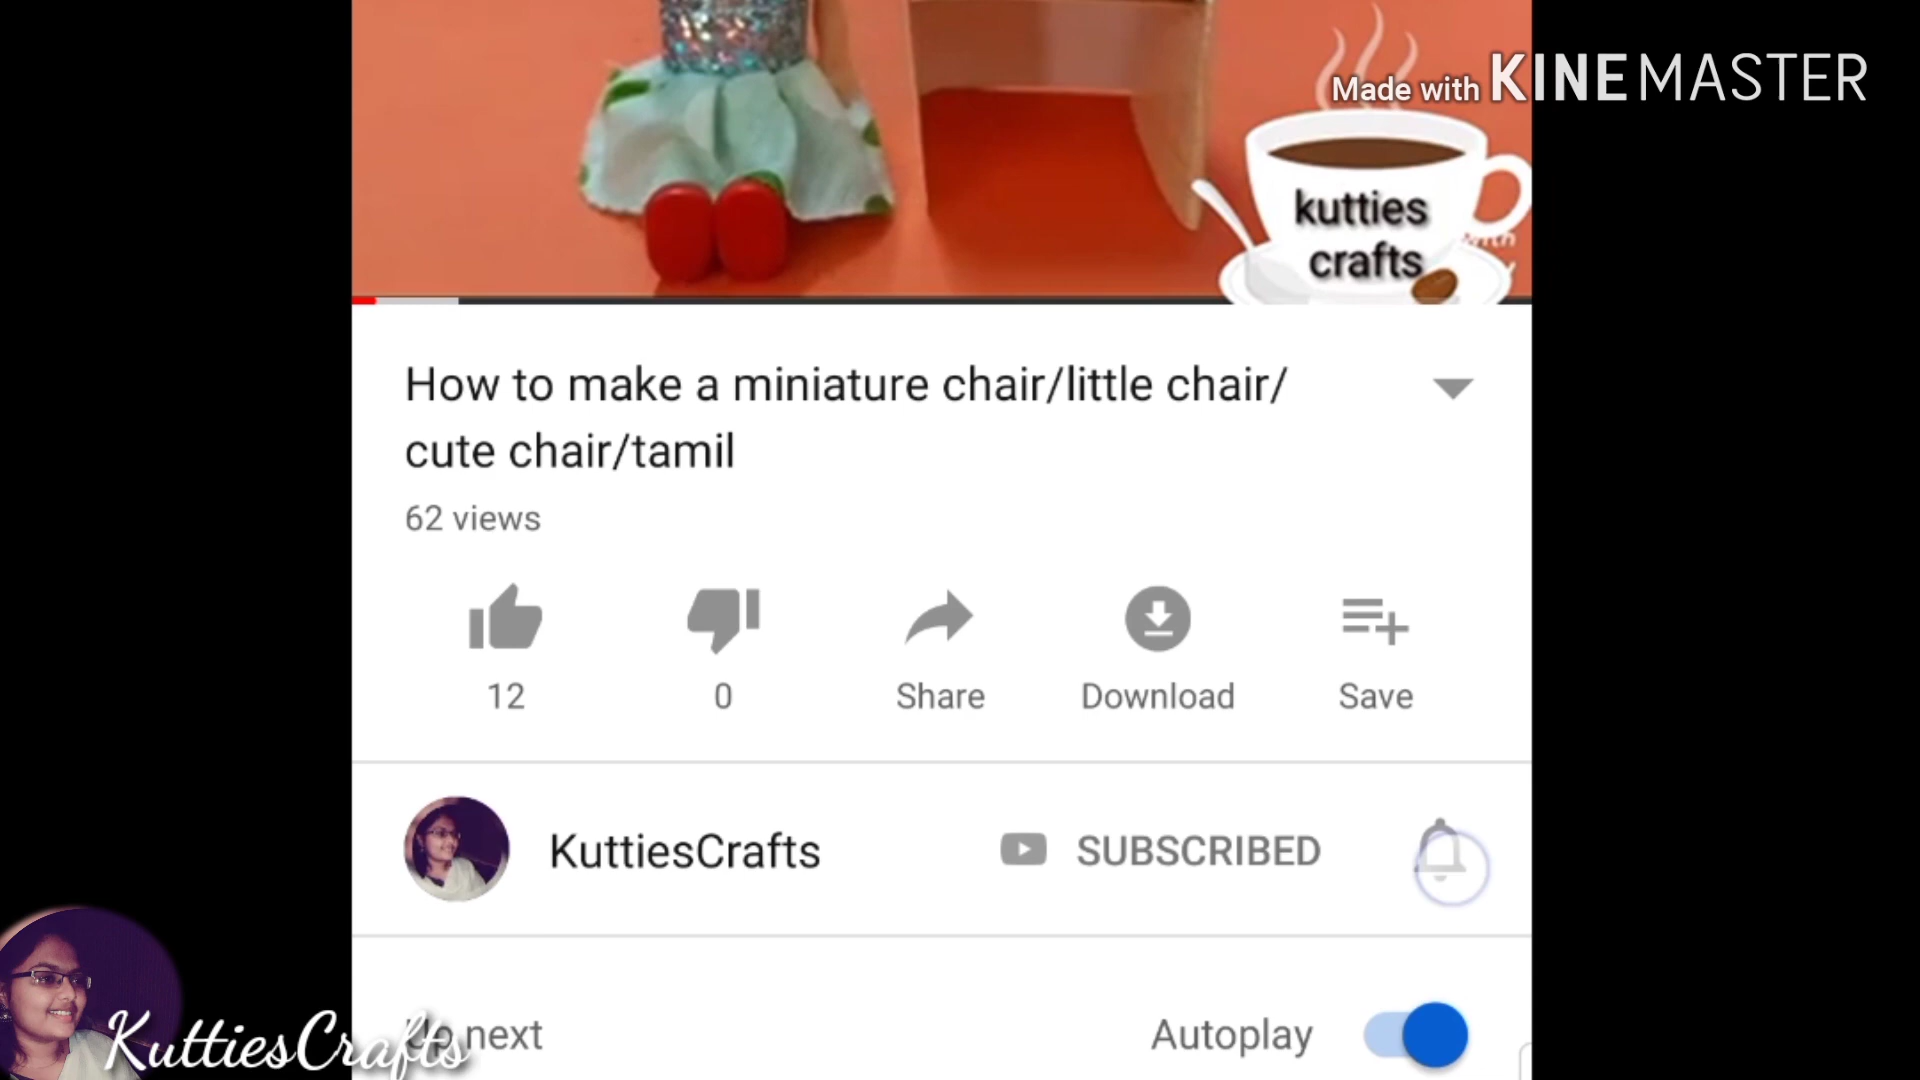 Made with KINEMASTER
kutties
crafts
How to make a miniature chair/little chair/
cute chair/tamil
62 views
12
0
Share
Download
Save
KuttiesCrafts
SUBSCRIBED
Up next
Autoplay
KuttiesCrafts